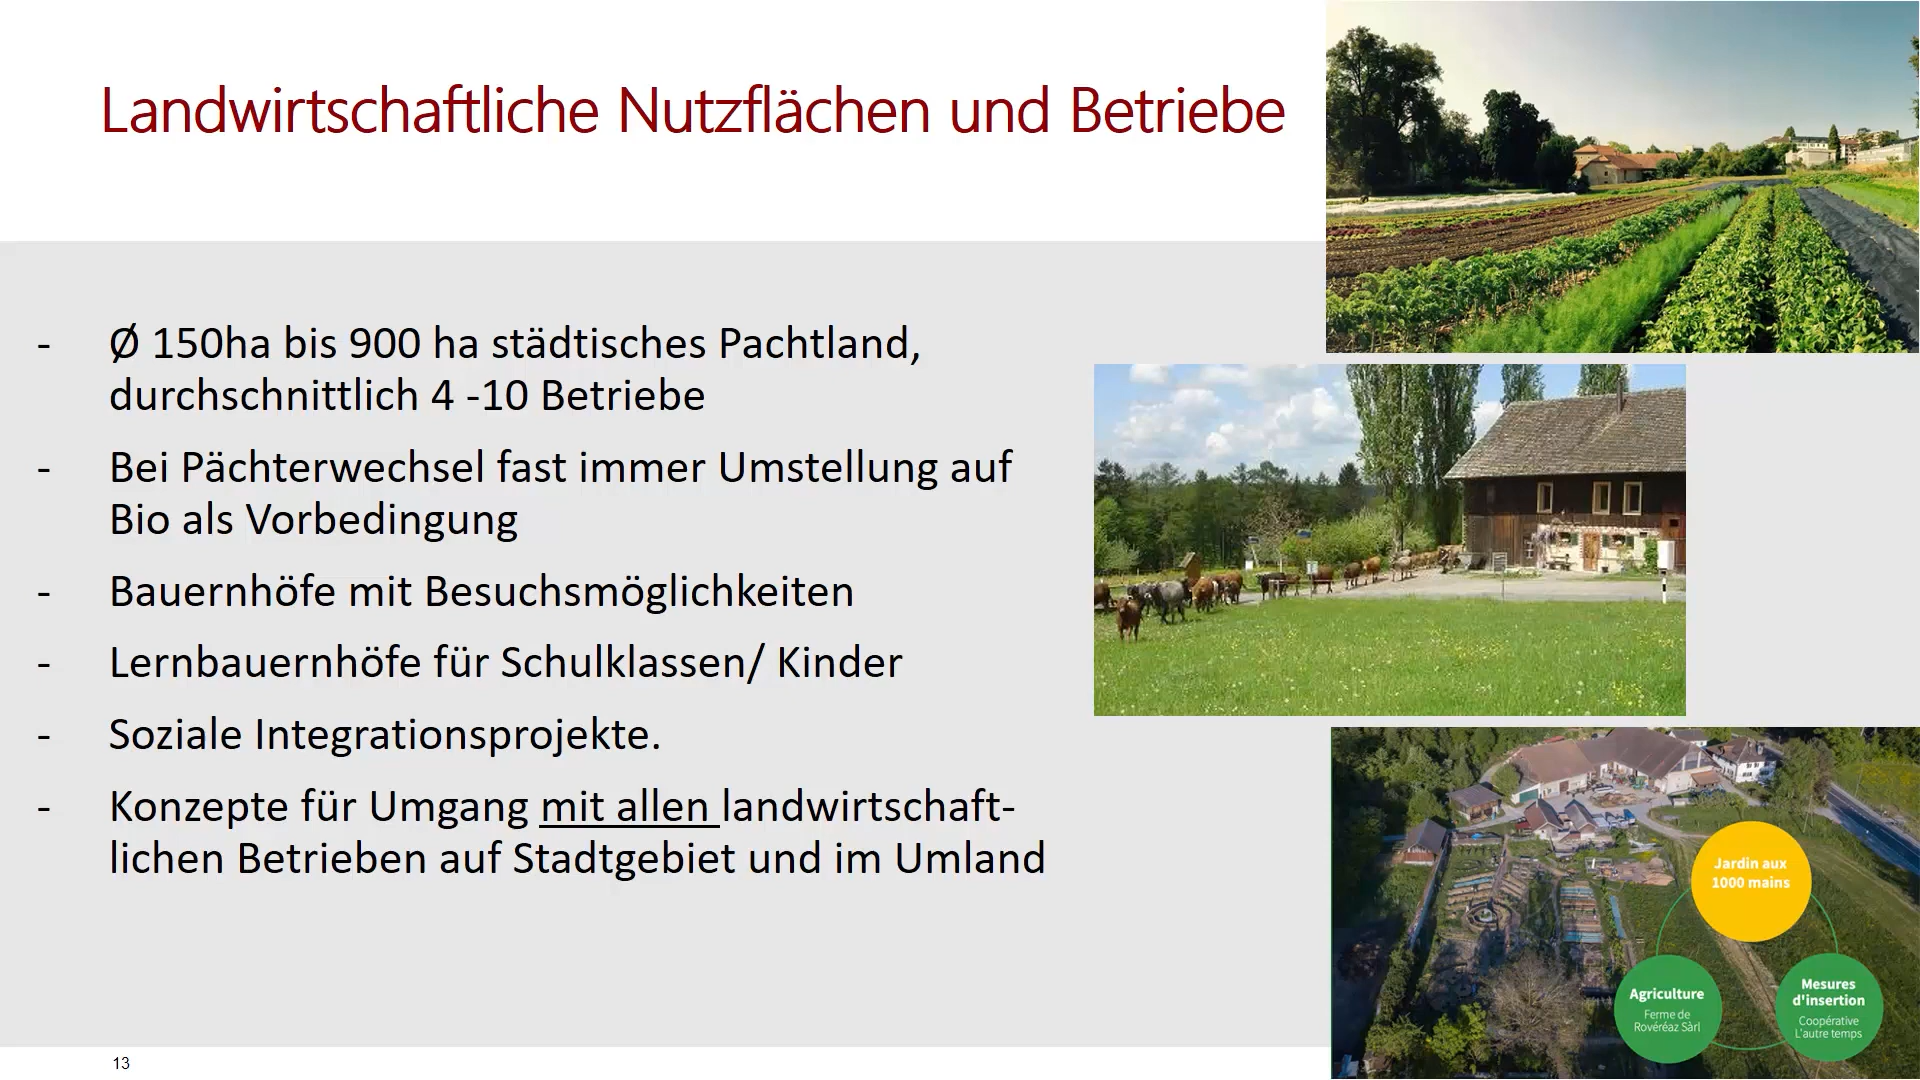 Landwirtschaftliche Nutzflächen und Betriebe
- Ø 150ha bis 900 ha städtisches Pachtland,
durchschnittlich 4 -10 Betriebe
- Bei Pächterwechsel fast immer Umstellung auf
Bio als Vorbedingung
- Bauernhöfe mit Besuchsmöglichkeiten
- Lernbauernhöfe für Schulklassen/ Kinder
- Soziale Integrationsprojekte.
- Konzepte für Umgang mit allen landwirtschaft-
lichen Betrieben auf Stadtgebiet und im Umland
Jardin aux
1000 mains
Agriculture
Ferme de
Rovéréaz Sàrl
Mesures
d'insertion
Coopérative
L'autre temps
13